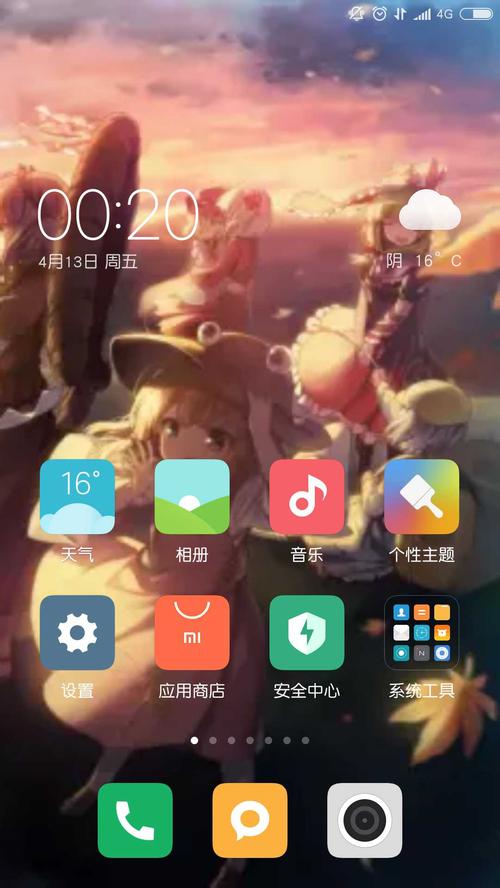 4G
00:20
4月13日 周五
阴 16° C
16°
天气
相册
音乐
个性主题
设置
mi
应用商店
安全中心
系统工具